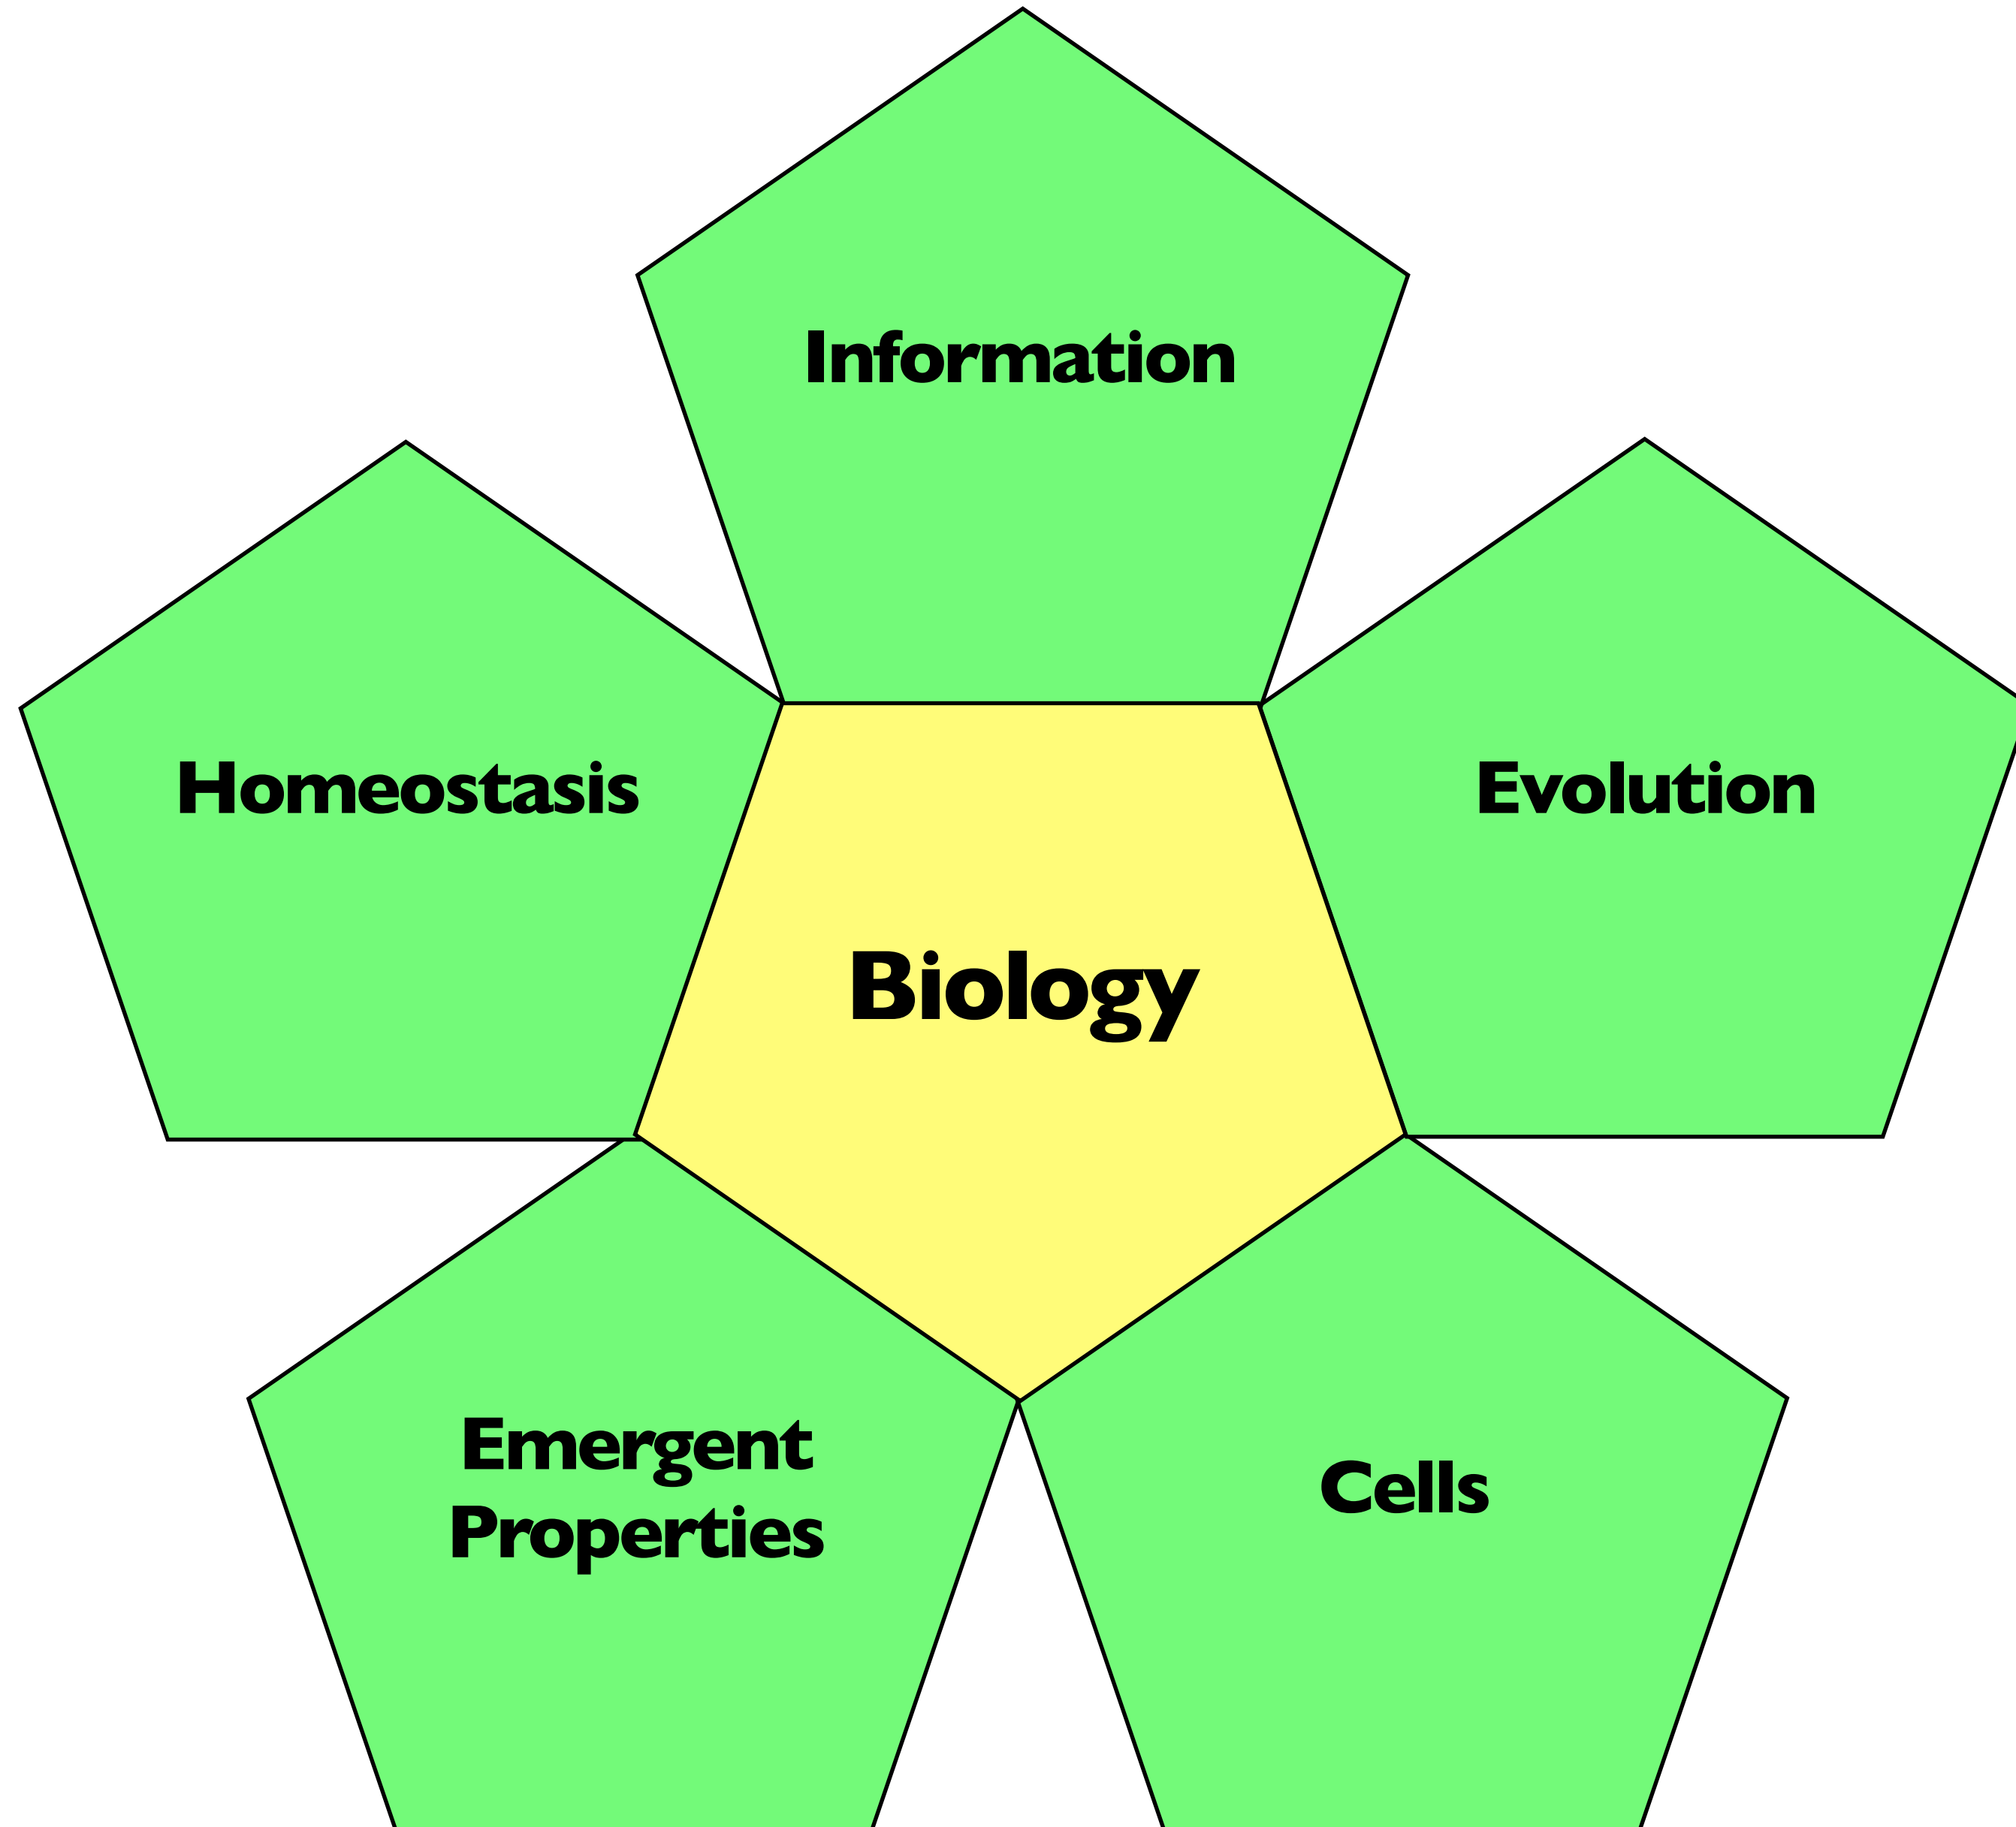 Information
Homeostasis
Evolution
Biology
Emergent
Properties
Cells